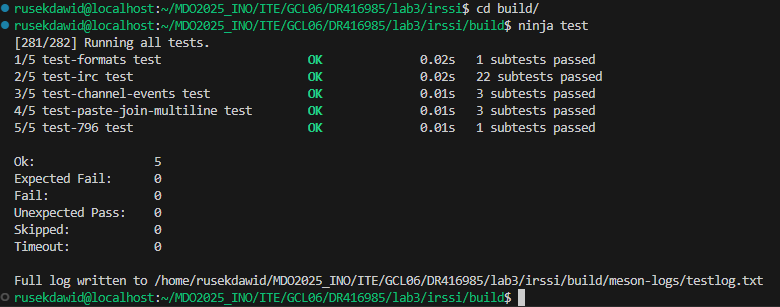 rusekdawid@localhost:~/MDO2025_INO/ITE/GCL06/DR416985/lab3/irssi$ cd build/
rusekdawid@localhost:~/MDO2025_INO/ITE/GCL06/DR416985/lab3/irssi/build$ ninja test
[281/282] Running all tests.
1/5 test-formats test                   OK              0.02s   1 subtests passed
2/5 test-irc test                       OK              0.02s   22 subtests passed
3/5 test-channel-events test            OK              0.01s   3 subtests passed
4/5 test-paste-join-multiline test      OK              0.01s   3 subtests passed
5/5 test-796 test                       OK              0.01s   1 subtests passed

Ok:                 5
Expected Fail:      0
Fail:               0
Unexpected Pass:    0
Skipped:            0
Timeout:            0

Full log written to /home/rusekdawid/MDO2025_INO/ITE/GCL06/DR416985/lab3/irssi/build/meson-logs/testlog.txt
rusekdawid@localhost:~/MDO2025_INO/ITE/GCL06/DR416985/lab3/irssi/build$